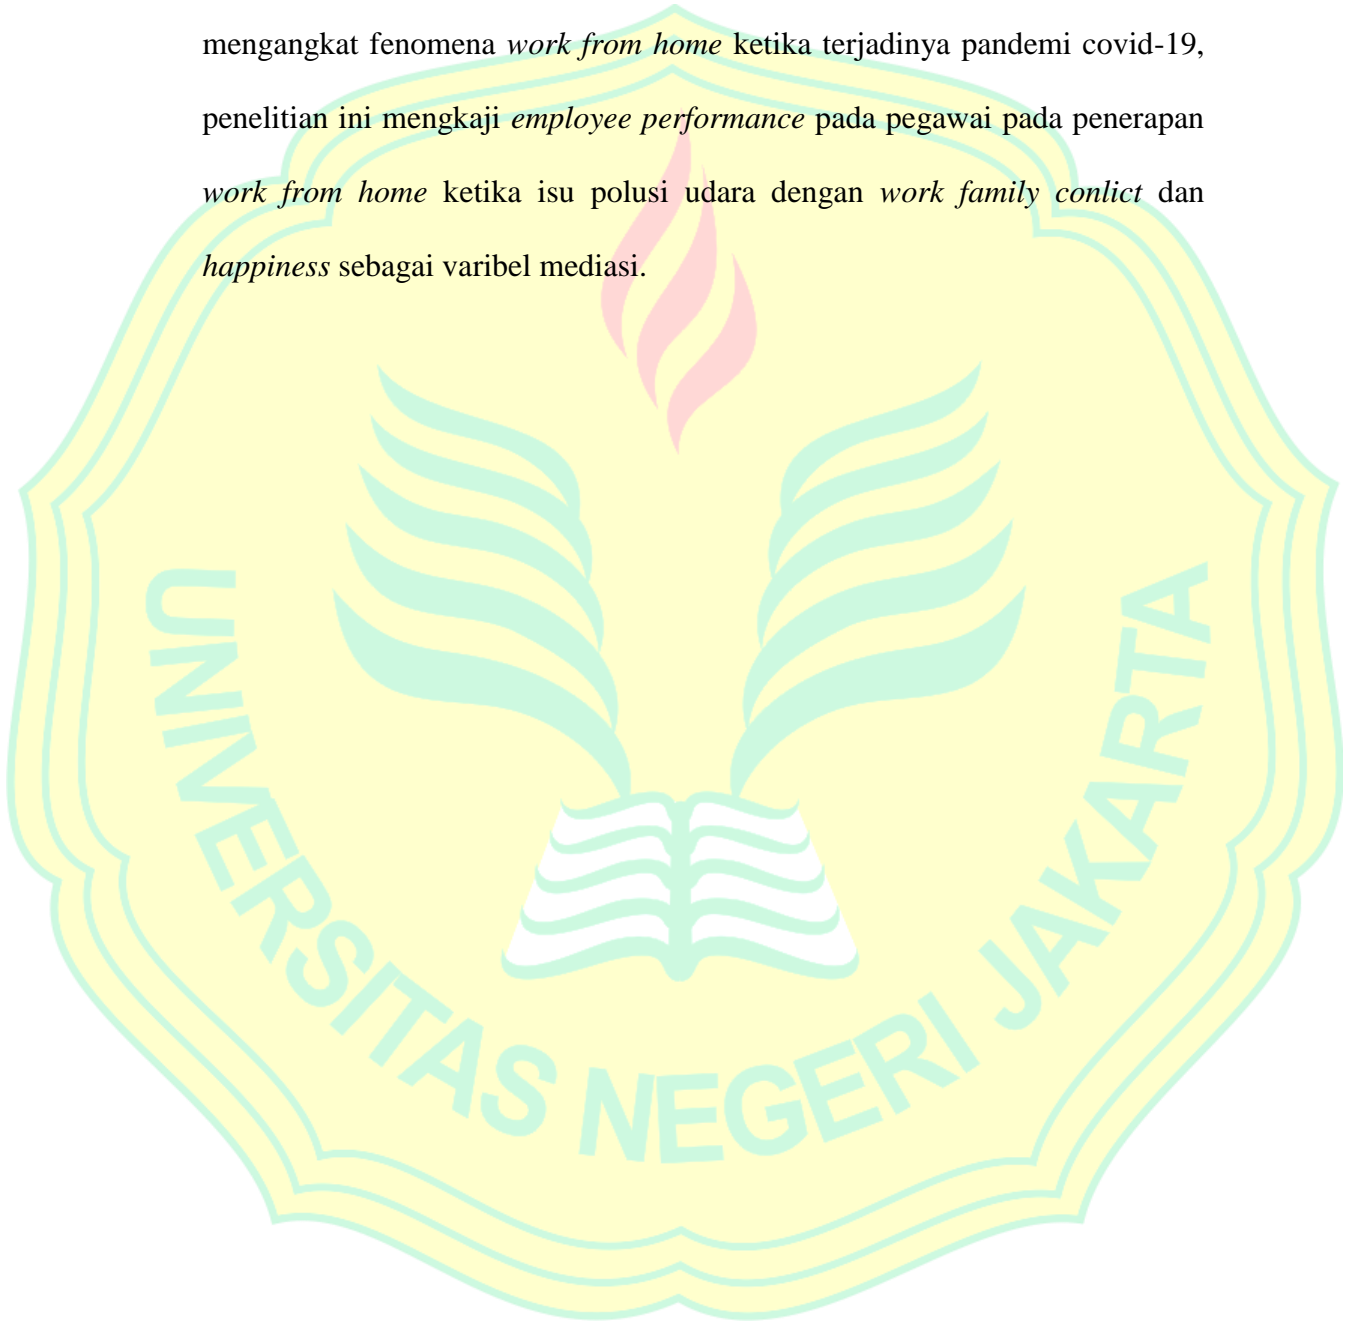 mengangkat fenomena work from home ketika terjadinya pandemi covid-19,
penelitian ini mengkaji employee performance pada pegawai pada penerapan
work from home ketika isu polusi udara dengan work family conlict dan
happiness sebagai varibel mediasi.
UNIVERSITAS NEGERI JAKARTA